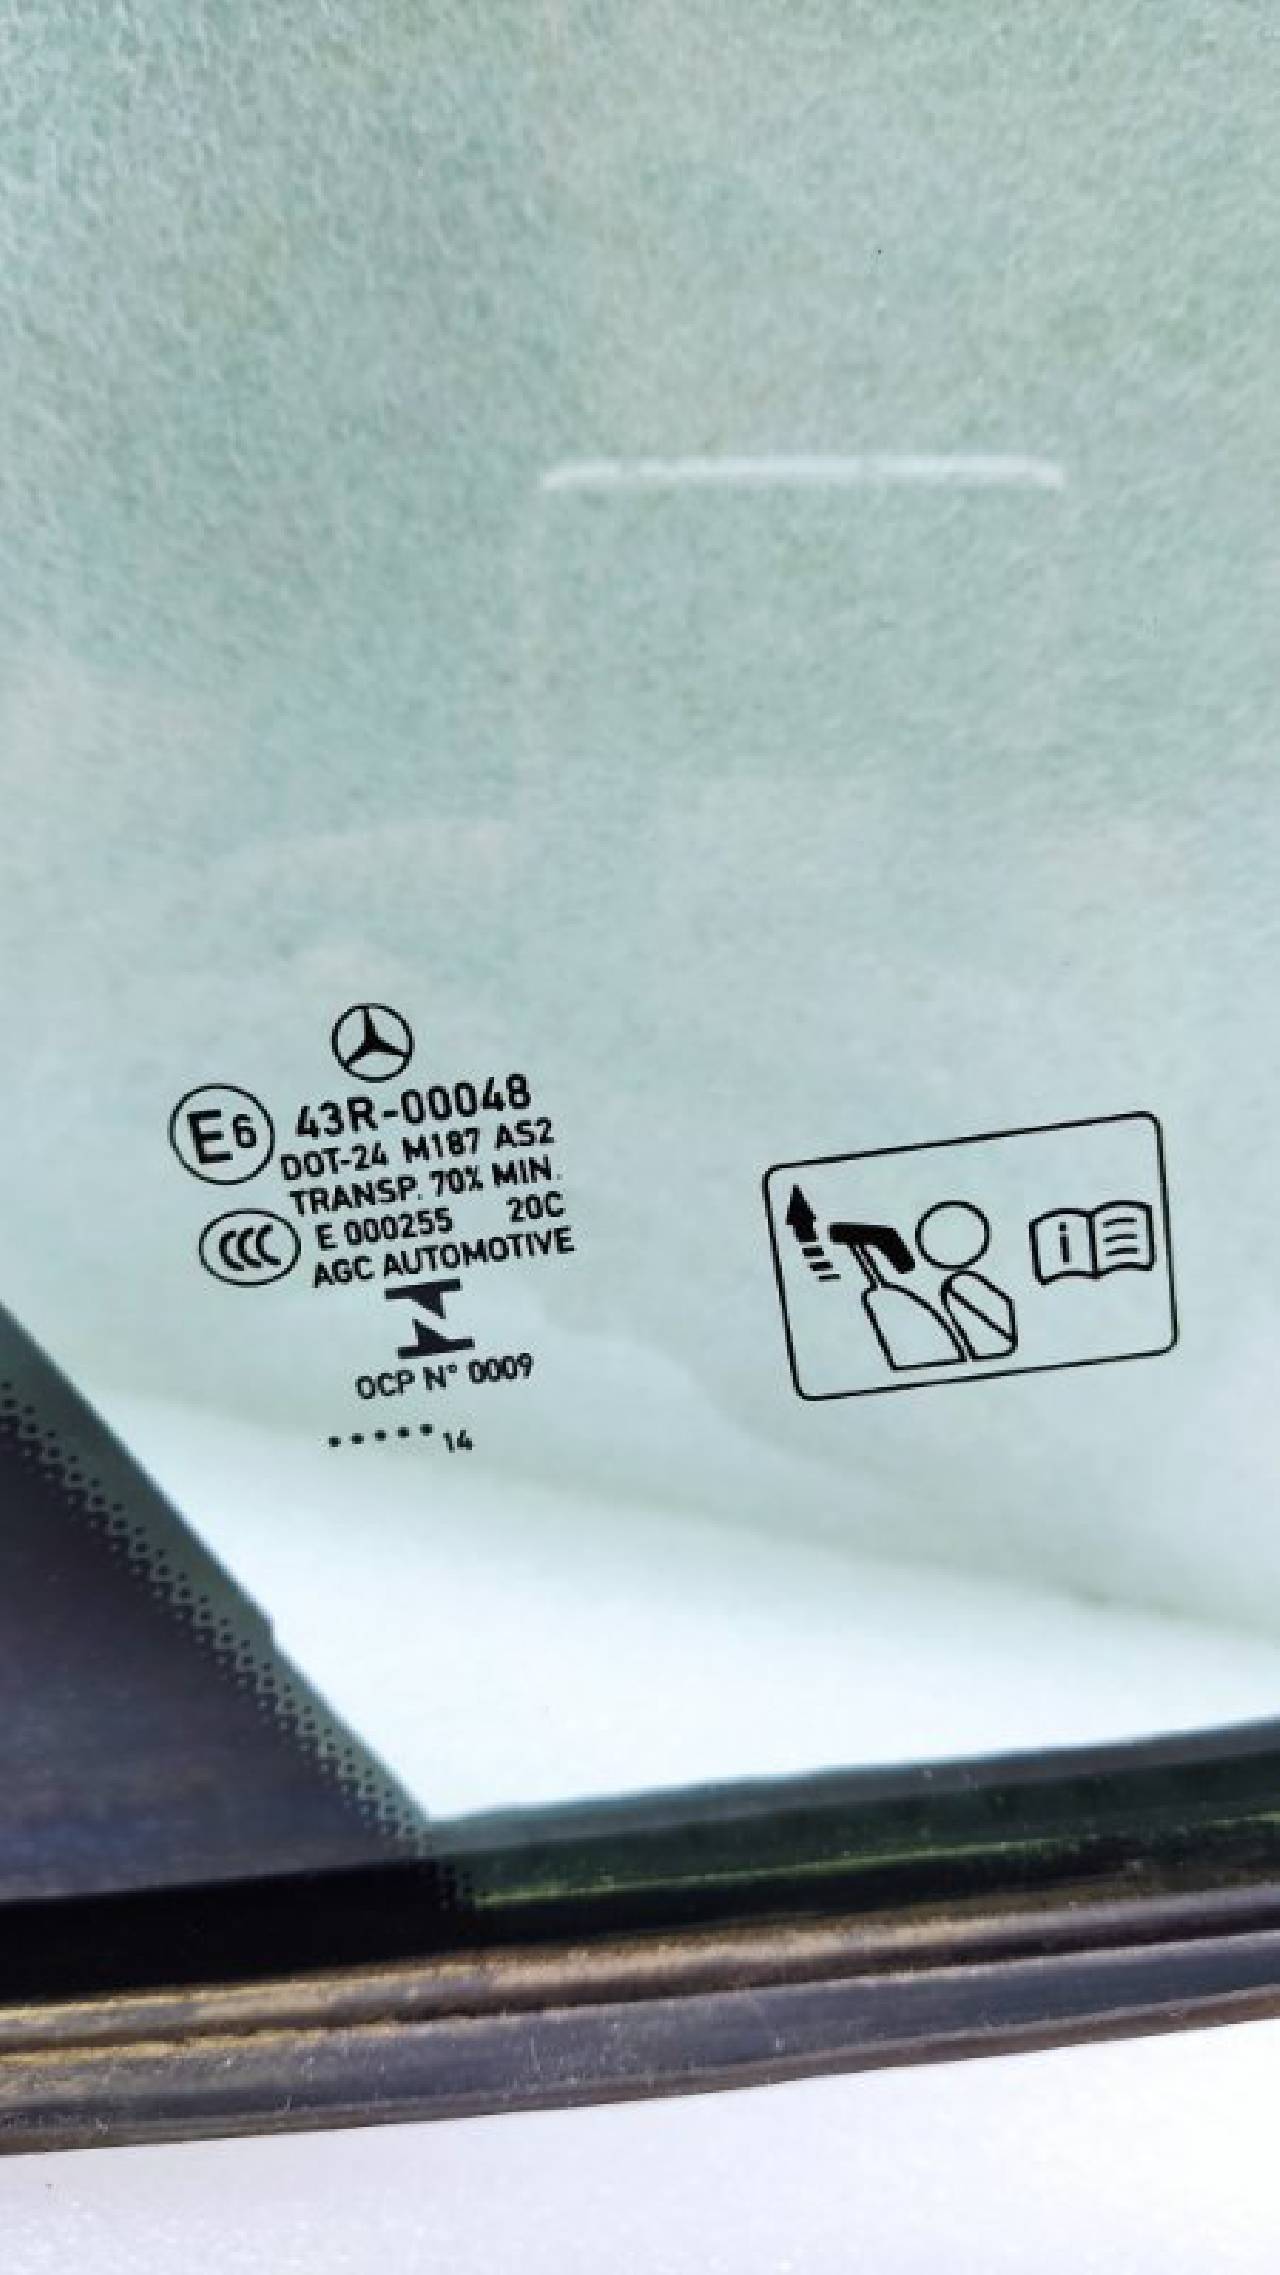 E6 43R-00048
DOT-24 M187 AS2
TRANSP. 70% MIN.
CCC E 000255 20C
AGC AUTOMOTIVE
OCP N° 0009
.....14
i